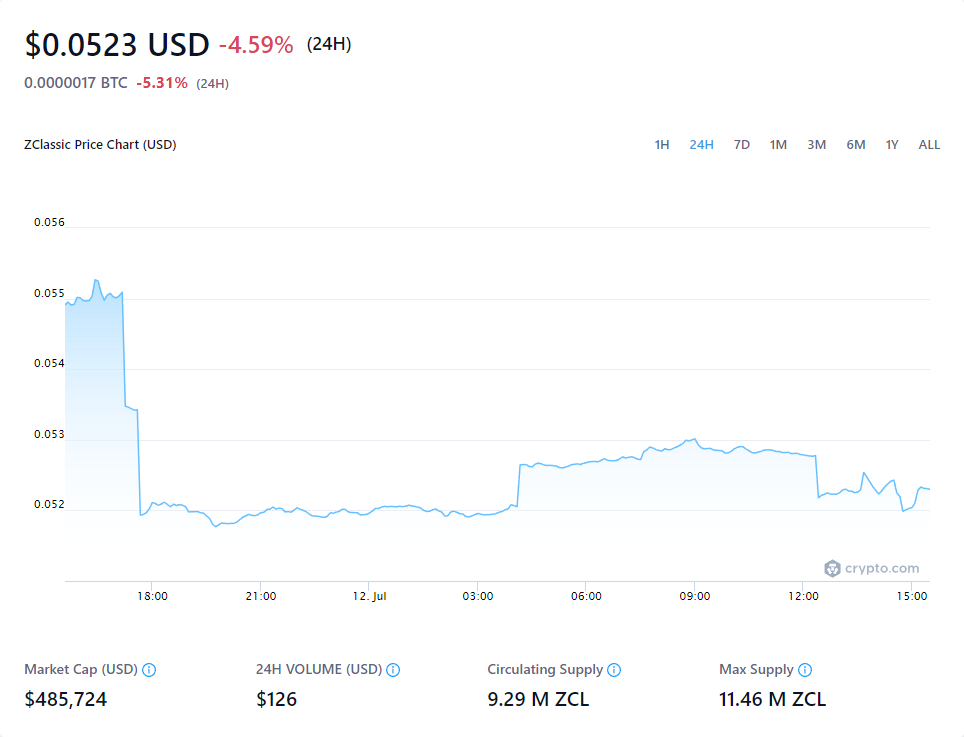 $0.0523 USD -4.59% (24H)
0.0000017 BTC -5.31% (24H)
ZClassic Price Chart (USD) 1H 24H 7D 1M 3M 6M 1Y ALL
0.056
0.055
0.054
0.053
0.052
crypto.com
18:00 21:00 12. Jul 03:00 06:00 09:00 12:00 15:00
Market Cap (USD) 24H VOLUME (USD) Circulating Supply Max Supply
$485,724 $126 9.29 M ZCL 11.46 M ZCL